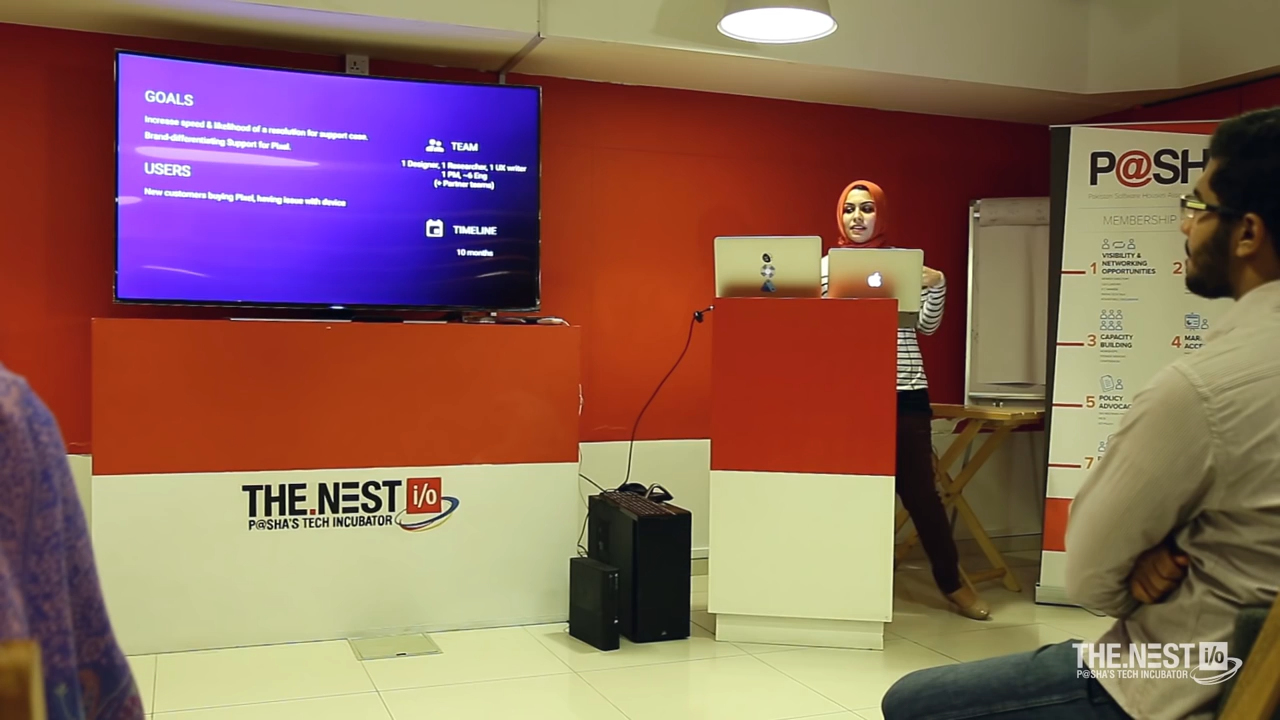 GOALS
Increase speed & likelihood of a resolution for support case.
Brand-differentiating Support for Pixel.
USERS
New customers buying Pixel, having issue with device
TEAM
1 Designer, 1 Researcher, 1 UX writer
1 PM, ~6 Eng
(+ Partner teams)
TIMELINE
10 months
THE.NEST i/o
P@SHA'S TECH INCUBATOR
P@SH
Pakistan Software Houses
MEMBERSHIP
1 VISIBILITY &
NETWORKING
OPPORTUNITIES
2
3 CAPACITY
BUILDING
4
5 POLICY
7
THE.NEST i/o
P@SHA'S TECH INCUBATOR